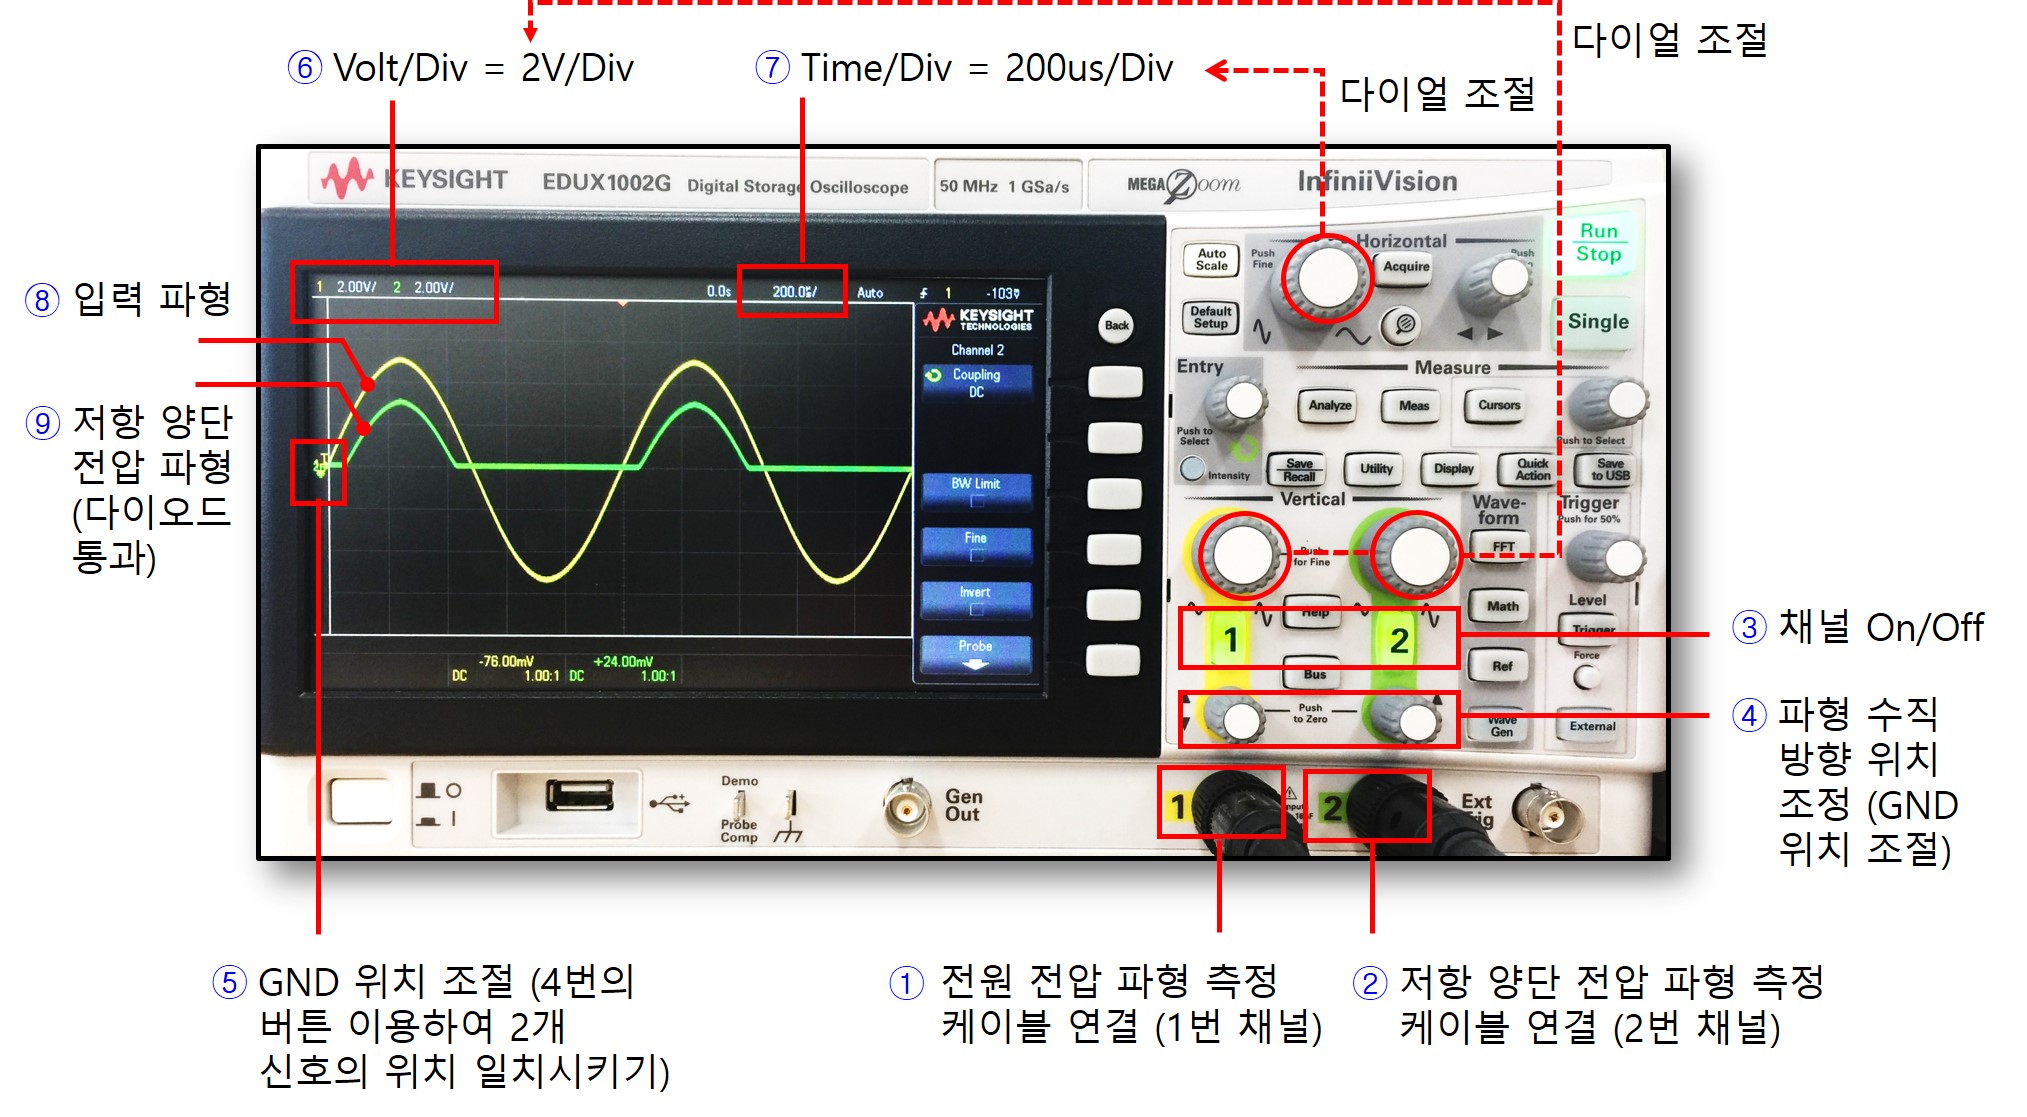 다이얼 조절
⑥ Volt/Div = 2V/Div
⑦ Time/Div = 200us/Div
다이얼 조절
KEYSIGHT
EDUX1002G Digital Storage Oscilloscope
50 MHz 1 GSa/s
MEGA Zoom
InfiniiVision
Run
Stop
Single
Auto
Scale
Default
Setup
Horizontal
Push
Fine
Acquire
Push
⑧ 입력 파형
⑨ 저항 양단
전압 파형
(다이오드
통과)
1 2.00V/ 2 2.00V/
0.0s
200.0us/
Auto
1
KEYSIGHT
TECHNOLOGIES
Channel 2
Coupling
DC
BW Limit
Fine
Invert
Probe
-76.00mV
DC 1.00:1
+24.00mV
DC 1.00:1
Back
Entry
Push to
Select
Intensity
Measure
Analyze
Meas
Cursors
Push to Select
Save
Recall
Utility
Display
Quick
Action
Save
to USB
Vertical
Push
for Fine
Wave-
form
FFT
Math
Ref
Wave
Gen
Trigger
Push for 50%
Level
Trigger
Force
External
1
Help
2
Bus
Push
to Zero
③ 채널 On/Off
④ 파형 수직
방향 위치
조정 (GND
위치 조절)
Demo
Probe
Comp
Gen
Out
1
2
Ext
⑤ GND 위치 조절 (4번의
버튼 이용하여 2개
신호의 위치 일치시키기)
① 전원 전압 파형 측정
케이블 연결 (1번 채널)
② 저항 양단 전압 파형 측정
케이블 연결 (2번 채널)